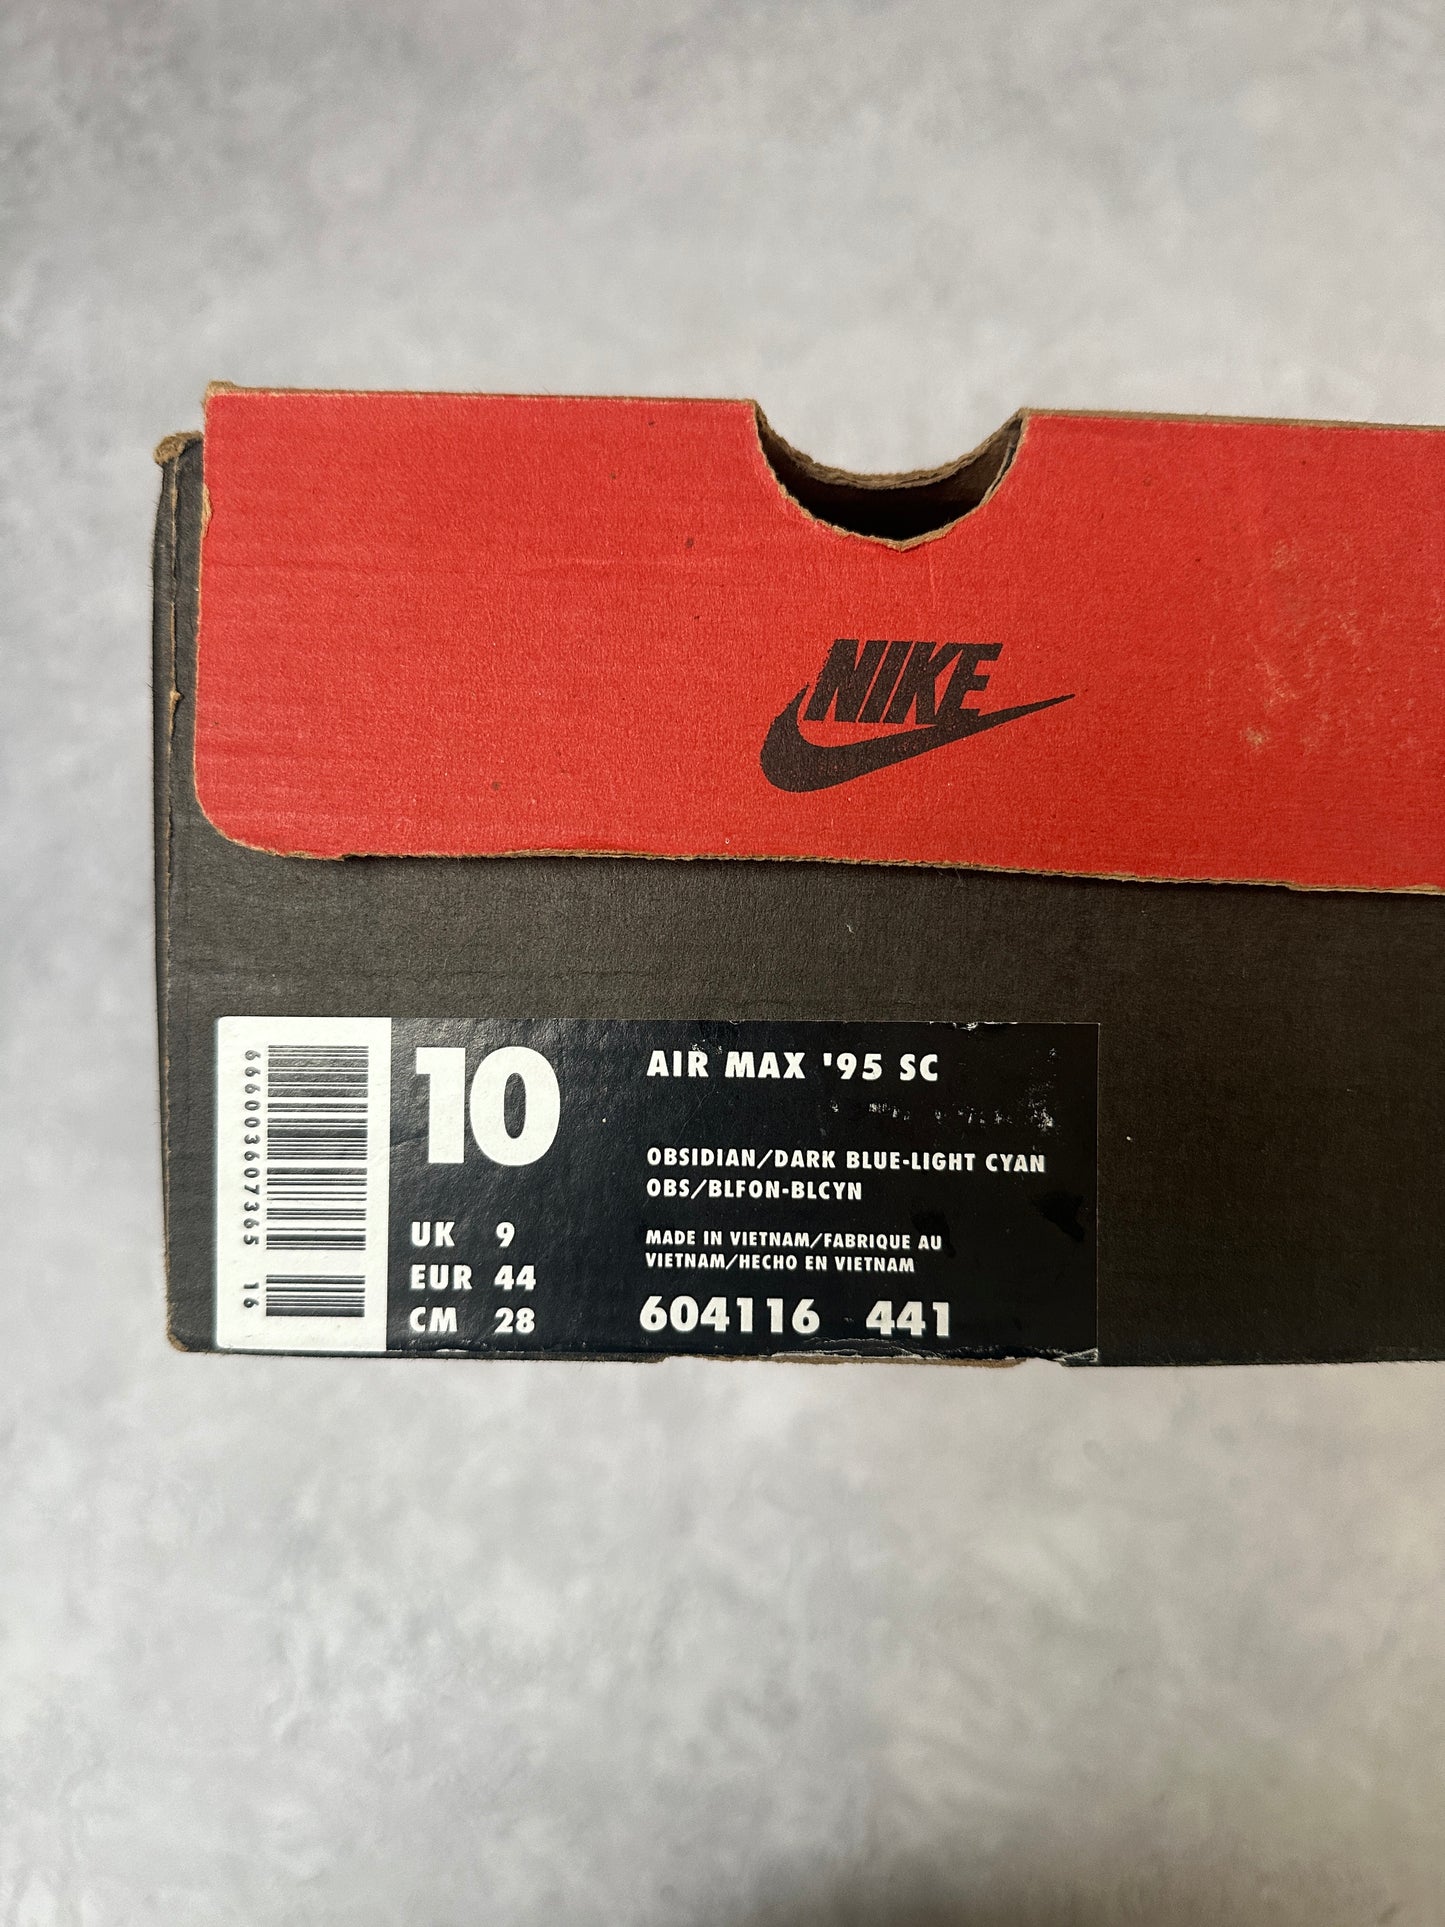 NIKE
666003607365 16
10
UK 9
EUR 44
CM 28
AIR MAX '95 SC
OBSIDIAN/DARK BLUE-LIGHT CYAN
OBS/BLFON-BLCYN
MADE IN VIETNAM/FABRIQUE AU
VIETNAM/HECHO EN VIETNAM
604116 441